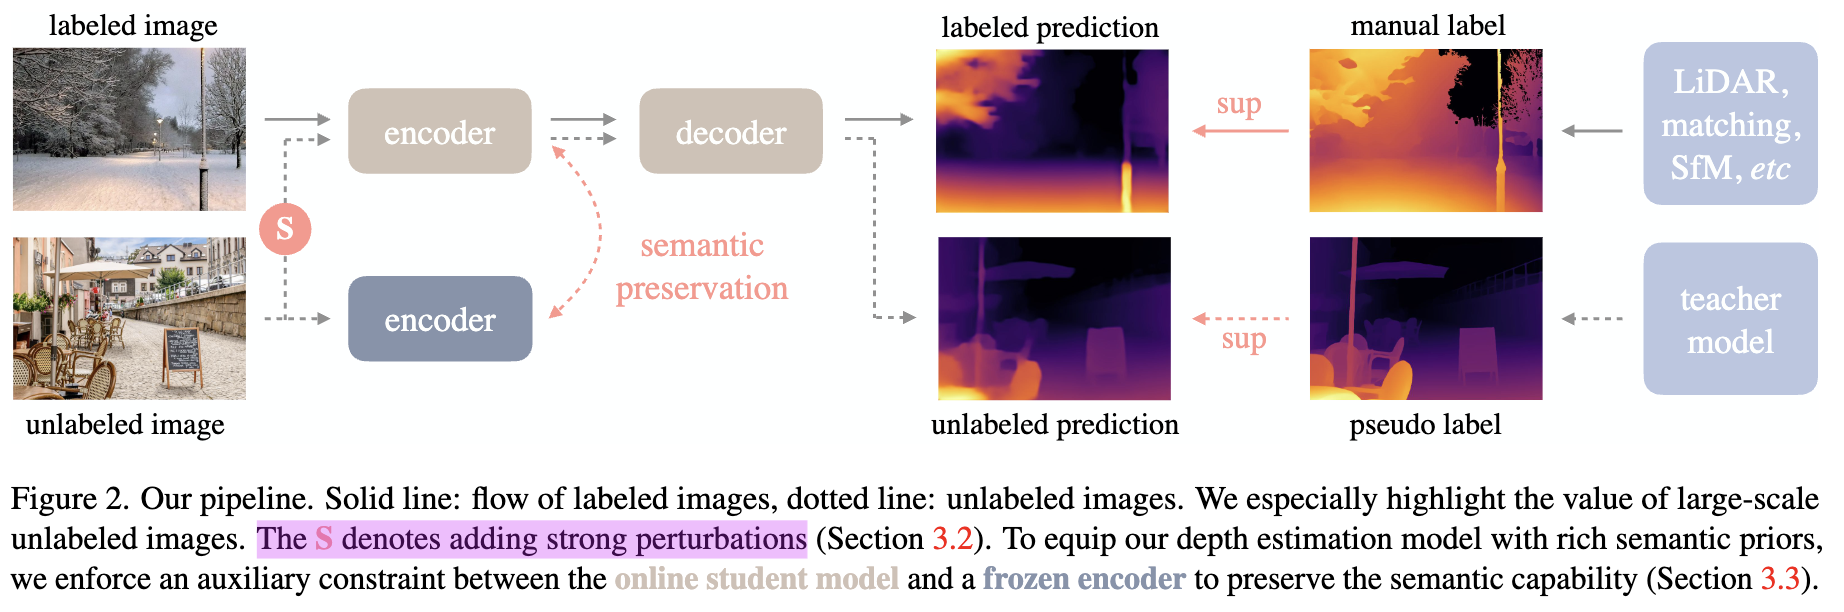 labeled image
labeled prediction
manual label
encoder
decoder
sup
LiDAR,
matching,
SfM, etc
S
semantic
preservation
encoder
sup
teacher
model
unlabeled image
unlabeled prediction
pseudo label
Figure 2. Our pipeline. Solid line: flow of labeled images, dotted line: unlabeled images. We especially highlight the value of large-scale
unlabeled images. The S denotes adding strong perturbations (Section 3.2). To equip our depth estimation model with rich semantic priors,
we enforce an auxiliary constraint between the online student model and a frozen encoder to preserve the semantic capability (Section 3.3).